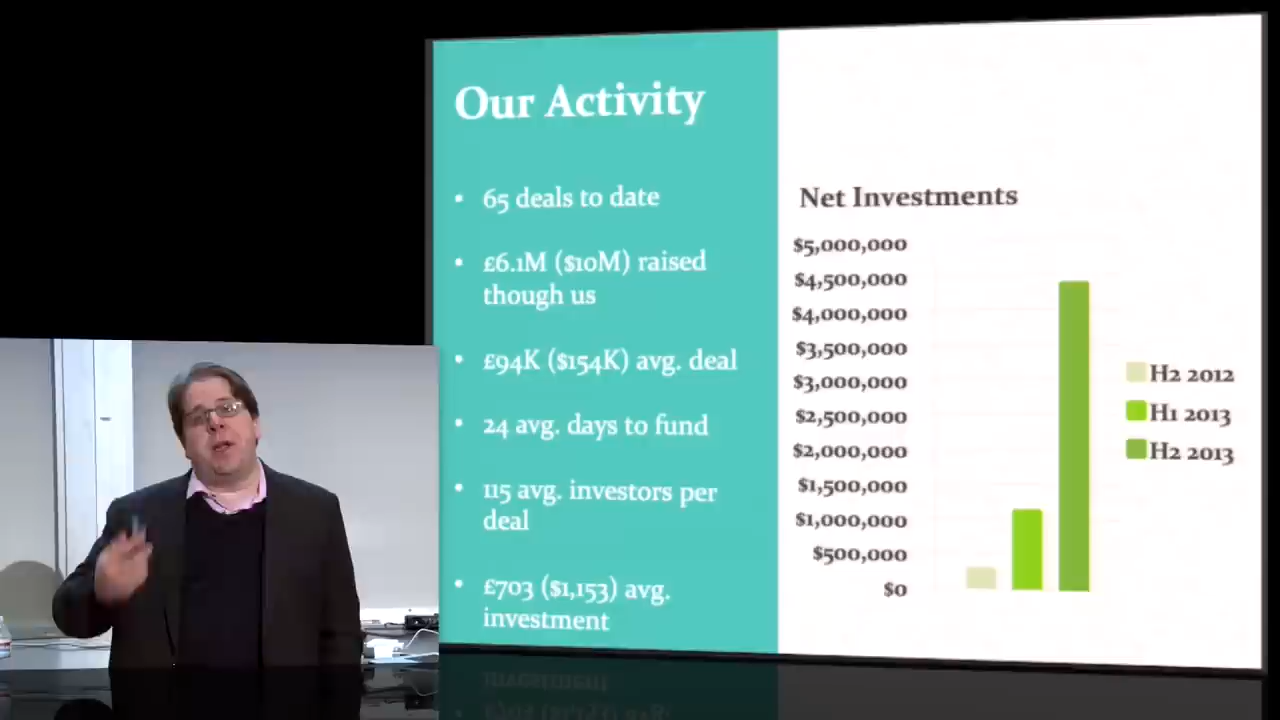 Our Activity
• 65 deals to date
• £6.1M ($10M) raised
though us
• £94K ($154K) avg. deal
• 24 avg. days to fund
• 115 avg. investors per
deal
• £703 ($1,153) avg.
investment
Net Investments
$5,000,000
$4,500,000
$4,000,000
$3,500,000
$3,000,000
$2,500,000
$2,000,000
$1,500,000
$1,000,000
$500,000
$0
H2 2012
H1 2013
H2 2013